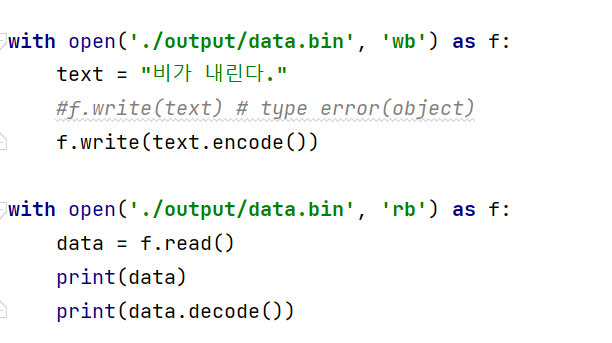 with open('./output/data.bin', 'wb') as f:
    text = "비가 내린다."
    #f.write(text) # type error(object)
    f.write(text.encode())
with open('./output/data.bin', 'rb') as f:
    data = f.read()
    print(data)
    print(data.decode())